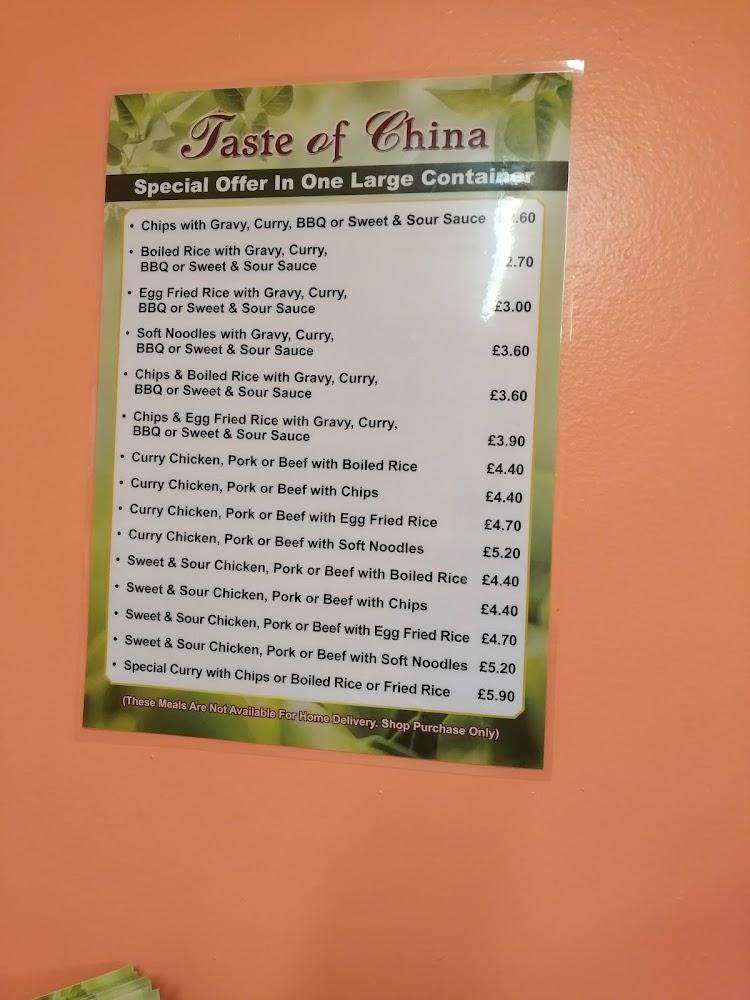 Taste of China
Special Offer In One Large Container
• Chips with Gravy, Curry, BBQ or Sweet & Sour Sauce .60
• Boiled Rice with Gravy, Curry,
BBQ or Sweet & Sour Sauce 2.70
• Egg Fried Rice with Gravy, Curry,
BBQ or Sweet & Sour Sauce £3.00
• Soft Noodles with Gravy, Curry,
BBQ or Sweet & Sour Sauce £3.60
• Chips & Boiled Rice with Gravy, Curry,
BBQ or Sweet & Sour Sauce £3.60
• Chips & Egg Fried Rice with Gravy, Curry,
BBQ or Sweet & Sour Sauce £3.90
• Curry Chicken, Pork or Beef with Boiled Rice £4.40
• Curry Chicken, Pork or Beef with Chips £4.40
• Curry Chicken, Pork or Beef with Egg Fried Rice £4.70
• Curry Chicken, Pork or Beef with Soft Noodles £5.20
• Sweet & Sour Chicken, Pork or Beef with Boiled Rice £4.40
• Sweet & Sour Chicken, Pork or Beef with Chips £4.40
• Sweet & Sour Chicken, Pork or Beef with Egg Fried Rice £4.70
• Sweet & Sour Chicken, Pork or Beef with Soft Noodles £5.20
• Special Curry with Chips or Boiled Rice or Fried Rice £5.90
(These Meals Are Not Available For Home Delivery. Shop Purchase Only)